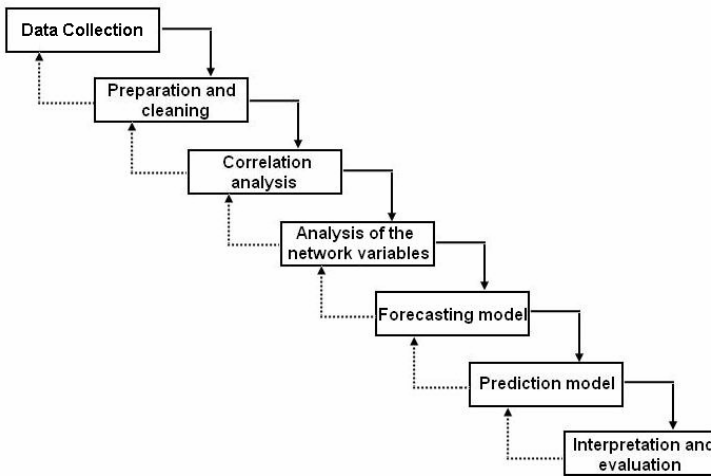 Data Collection
Preparation and
cleaning
Correlation
analysis
Analysis of the
network variables
Forecasting model
Prediction model
Interpretation and
evaluation